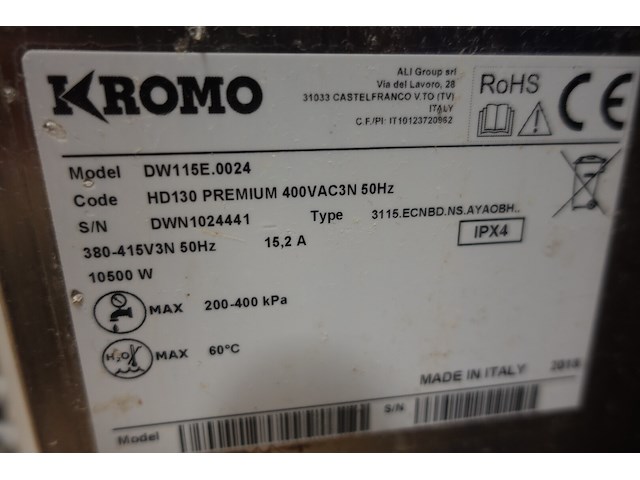 KROMO
ALI Group srl
Via del Lavoro, 28
31033 CASTELFRANCO V.TO (TV)
ITALY
C.F./PI: IT10123720962
RoHS
CE
Model DW115E.0024
Code HD130 PREMIUM 400VAC3N 50Hz
S/N DWN1024441 Type 3115.ECNBD.NS.AYAOBH..
380-415V3N 50Hz 15,2 A IPX4
10500 W
MAX 200-400 kPa
H2O MAX 60°C
MADE IN ITALY
Model S/N